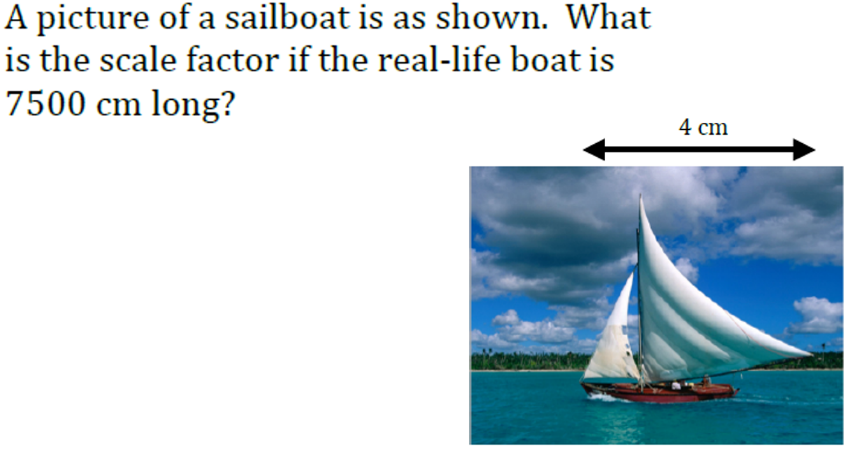 A picture of a sailboat is as shown.  What
is the scale factor if the real-life boat is
7500 cm long?
4 cm